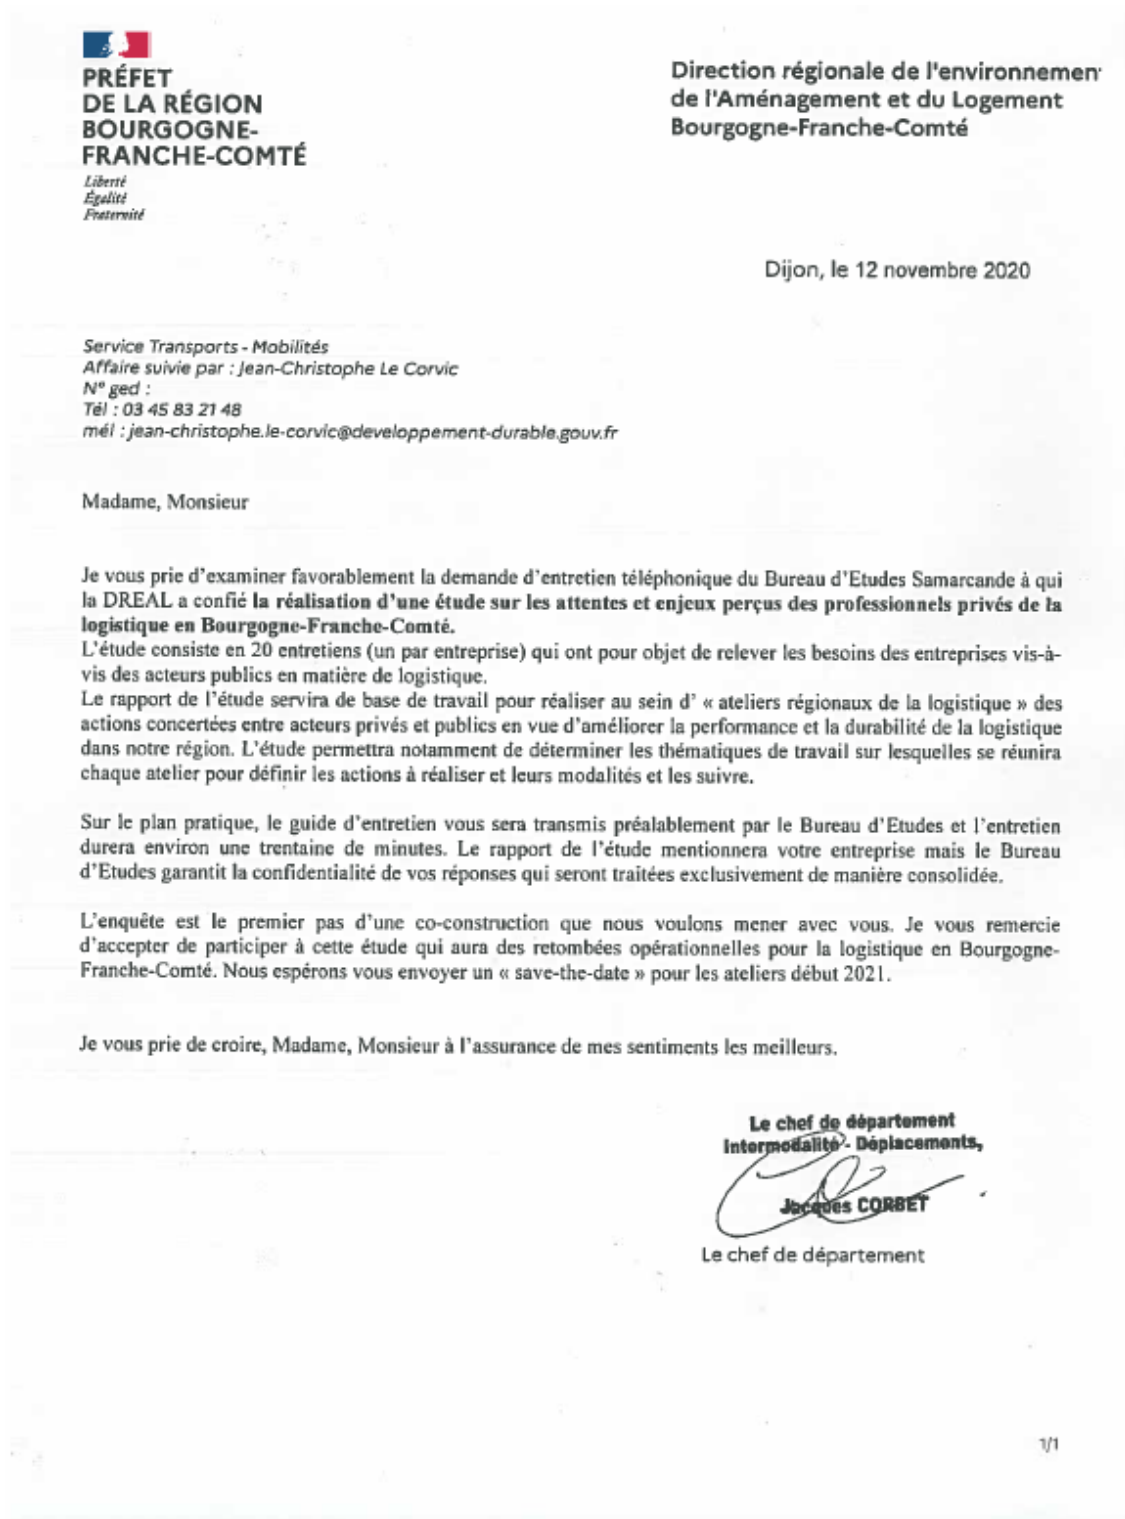 PRÉFET
DE LA RÉGION
BOURGOGNE-
FRANCHE-COMTÉ
Liberté
Égalité
Fraternité
Direction régionale de l'environnemen
de l'Aménagement et du Logement
Bourgogne-Franche-Comté
Dijon, le 12 novembre 2020
Service Transports - Mobilités
Affaire suivie par : Jean-Christophe Le Corvic
N° ged :
Tél : 03 45 83 21 48
mél : jean-christophe.le-corvic@developpement-durable.gouv.fr
Madame, Monsieur
Je vous prie d'examiner favorablement la demande d'entretien téléphonique du Bureau d'Etudes Samarcande à qui
la DREAL a confié la réalisation d'une étude sur les attentes et enjeux perçus des professionnels privés de la
logistique en Bourgogne-Franche-Comté.
L'étude consiste en 20 entretiens (un par entreprise) qui ont pour objet de relever les besoins des entreprises vis-à-
vis des acteurs publics en matière de logistique.
Le rapport de l'étude servira de base de travail pour réaliser au sein d' « ateliers régionaux de la logistique » des
actions concertées entre acteurs privés et publics en vue d'améliorer la performance et la durabilité de la logistique
dans notre région. L'étude permettra notamment de déterminer les thématiques de travail sur lesquelles se réunira
chaque atelier pour définir les actions à réaliser et leurs modalités et les suivre.
Sur le plan pratique, le guide d'entretien vous sera transmis préalablement par le Bureau d'Etudes et l'entretien
durera environ une trentaine de minutes. Le rapport de l'étude mentionnera votre entreprise mais le Bureau
d'Etudes garantit la confidentialité de vos réponses qui seront traitées exclusivement de manière consolidée.
L'enquête est le premier pas d'une co-construction que nous voulons mener avec vous. Je vous remercie
d'accepter de participer à cette étude qui aura des retombées opérationnelles pour la logistique en Bourgogne-
Franche-Comté. Nous espérons vous envoyer un « save-the-date » pour les ateliers début 2021.
Je vous prie de croire, Madame, Monsieur à l'assurance de mes sentiments les meilleurs.
Le chef de département
Intermodalité - Déplacements,
Jacques CORBET
Le chef de département
1/1